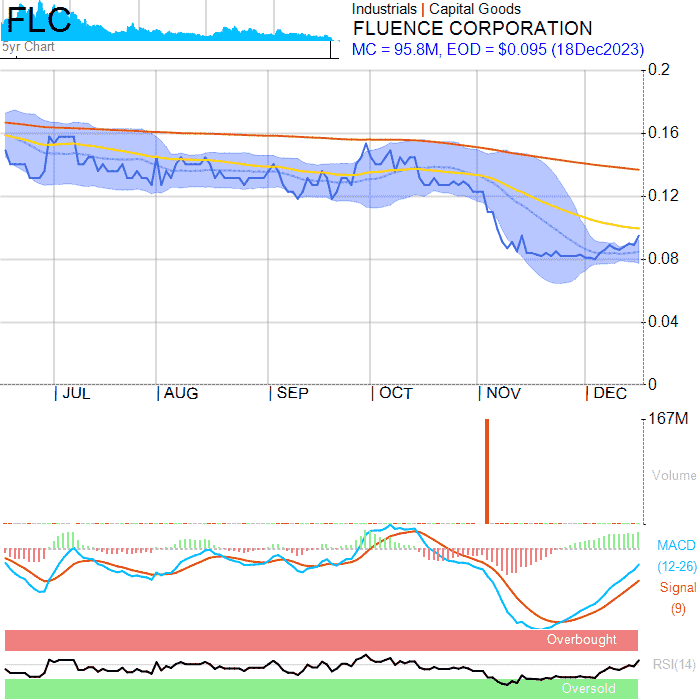 FLC
5yr Chart
Industrials | Capital Goods
FLUENCE CORPORATION
MC = 95.8M, EOD = $0.095 (18Dec2023)
0.2
0.16
0.12
0.08
0.04
0
| JUL | AUG | SEP | OCT | NOV | DEC
167M
Volume
MACD
(12-26)
Signal
(9)
Overbought
RSI(14)
Oversold